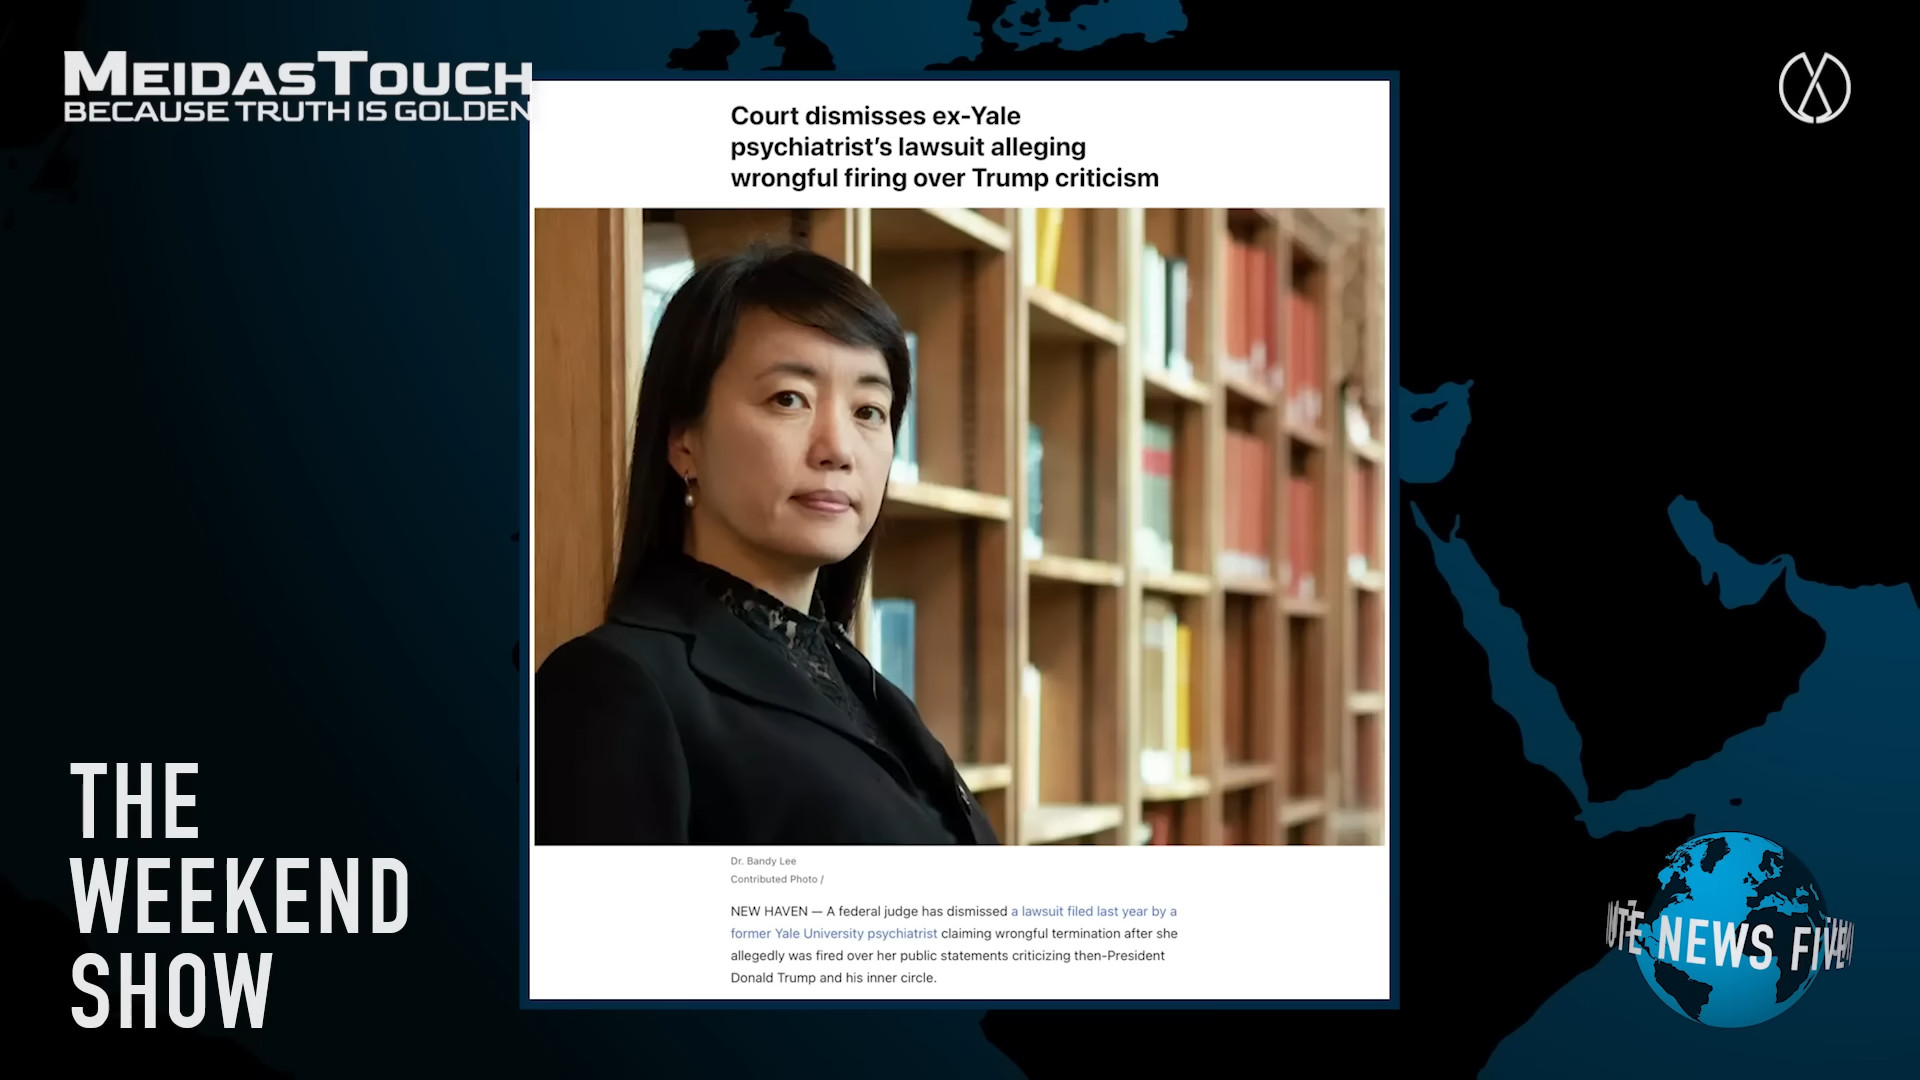 MEIDASTOUCH
BECAUSE TRUTH IS GOLDEN
Court dismisses ex-Yale
psychiatrist's lawsuit alleging
wrongful firing over Trump criticism
Dr. Bandy Lee
Contributed Photo /
NEW HAVEN — A federal judge has dismissed a lawsuit filed last year by a
former Yale University psychiatrist claiming wrongful termination after she
allegedly was fired over her public statements criticizing then-President
Donald Trump and his inner circle.
THE
WEEKEND
SHOW
NEWS FIVE